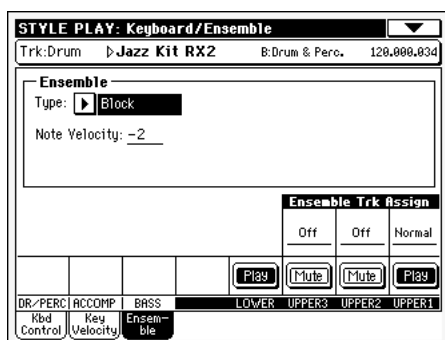 STYLE PLAY: Keyboard/Ensemble
Trk:Drum Jazz Kit RX2 B:Drum & Perc. 120.000.034
Ensemble
Type: Block
Note Velocity: -2
Ensemble Trk Assign
Off Off Normal
Play Mute Mute Play
DR/PERC ACCOMP BASS LOWER UPPER3 UPPER2 UPPER1
Kbd Control Key Velocity Ensem-ble